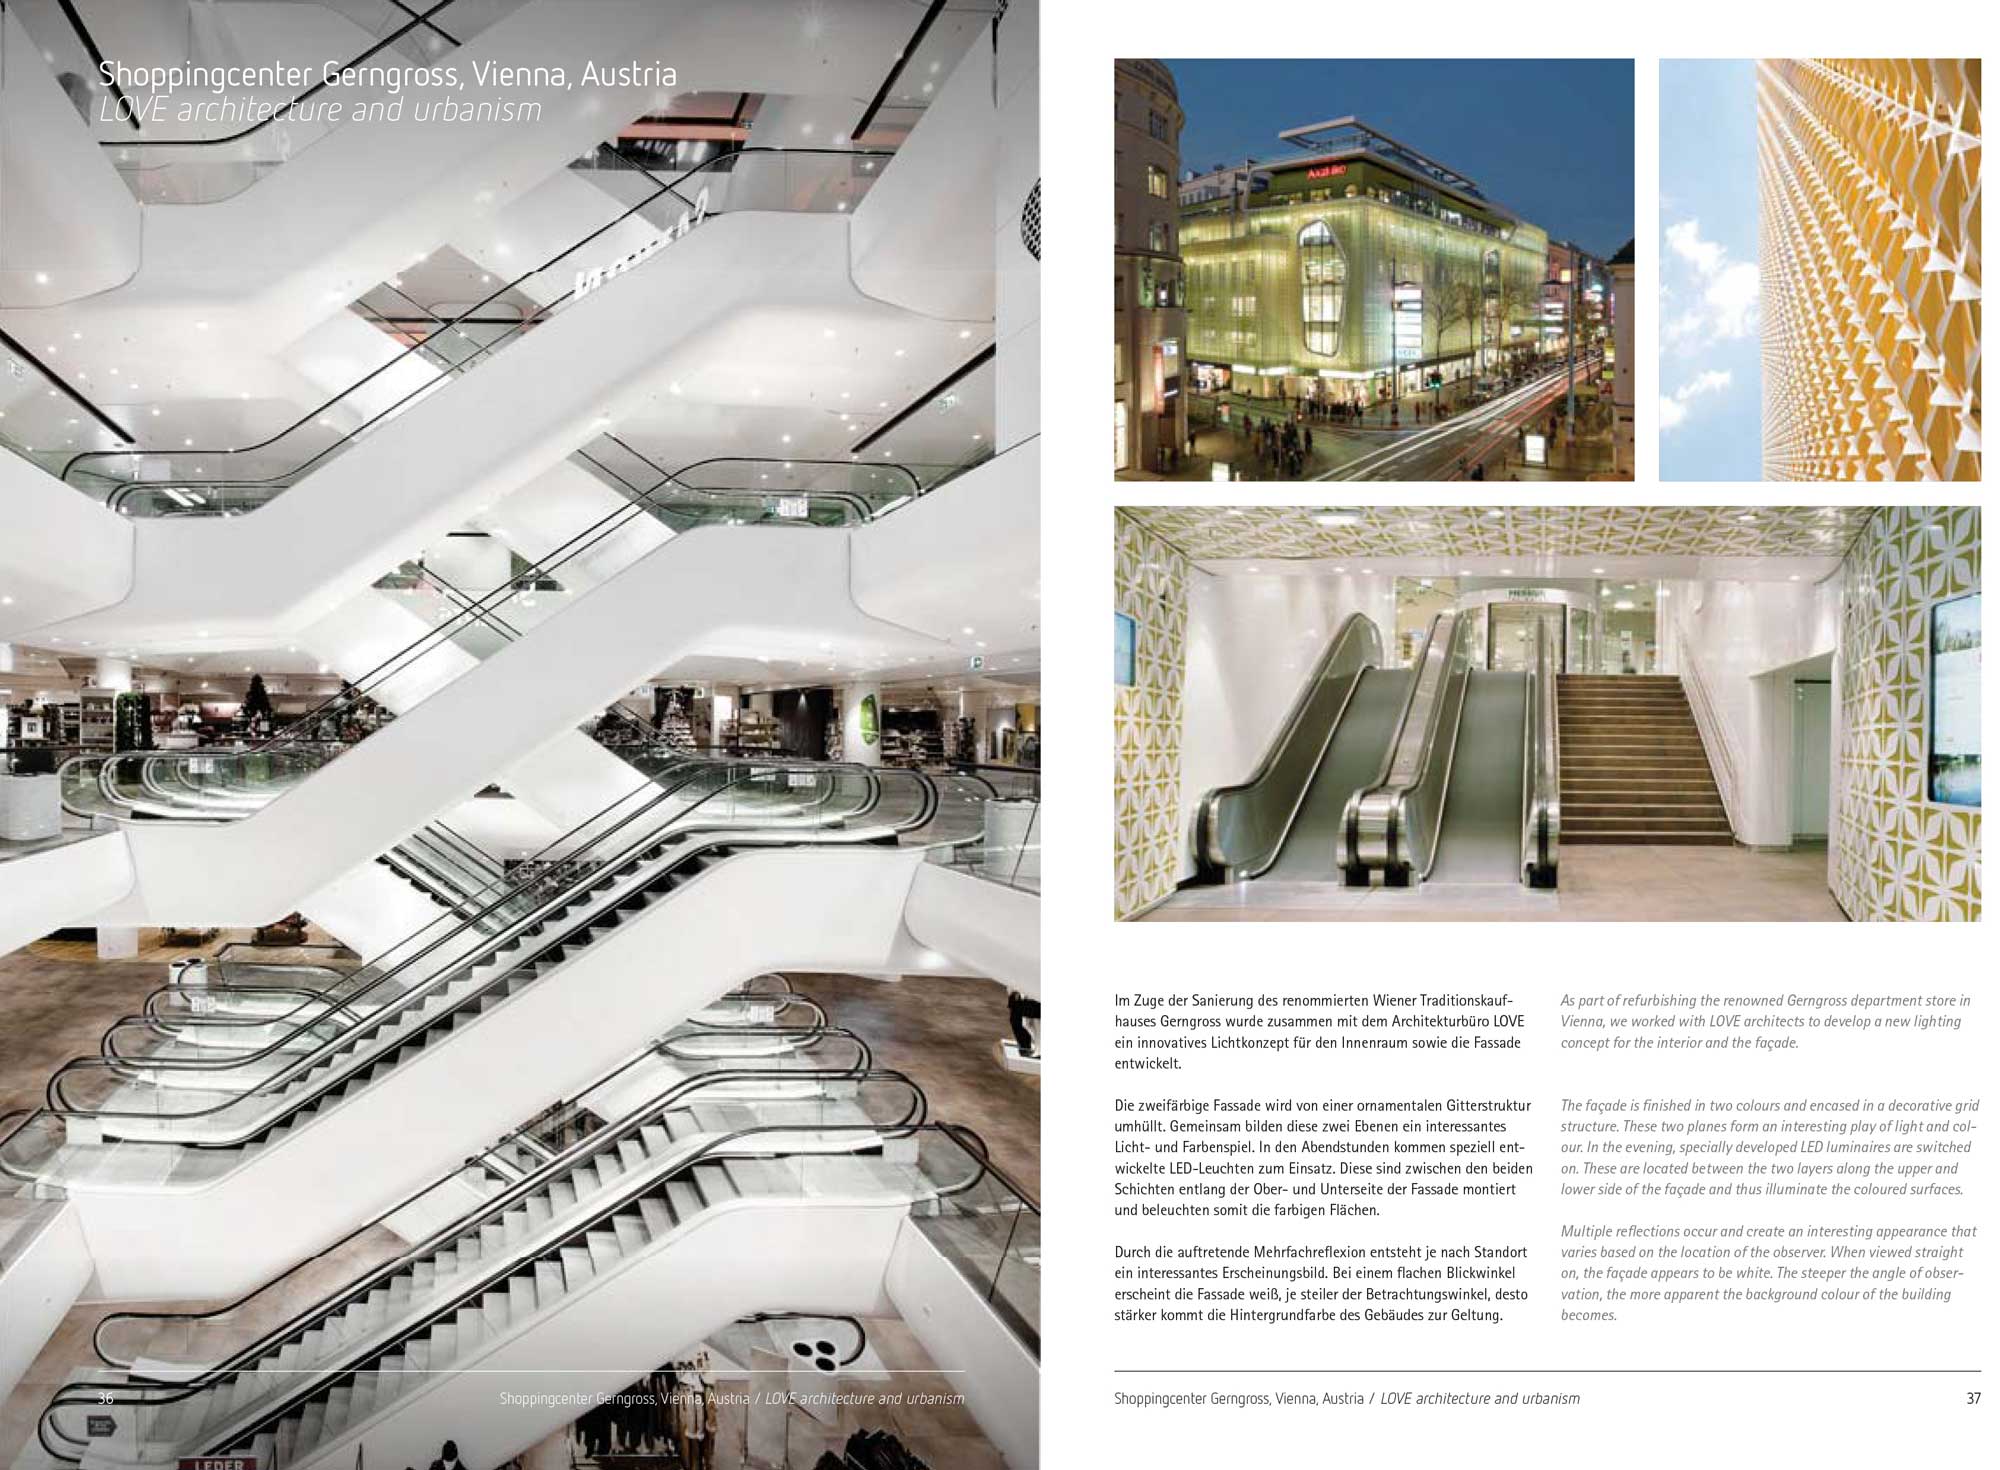 Shoppingcenter Gerngross, Vienna, Austria
LOVE architecture and urbanism
LEDER
36
Shoppingcenter Gerngross, Vienna, Austria / LOVE architecture and urbanism
MERKUR
Im Zuge der Sanierung des renommierten Wiener Traditionskauf-
hauses Gerngross wurde zusammen mit dem Architekturbüro LOVE
ein innovatives Lichtkonzept für den Innenraum sowie die Fassade
entwickelt.
Die zweifärbige Fassade wird von einer ornamentalen Gitterstruktur
umhüllt. Gemeinsam bilden diese zwei Ebenen ein interessantes
Licht- und Farbenspiel. In den Abendstunden kommen speziell ent-
wickelte LED-Leuchten zum Einsatz. Diese sind zwischen den beiden
Schichten entlang der Ober- und Unterseite der Fassade montiert
und beleuchten somit die farbigen Flächen.
Durch die auftretende Mehrfachreflexion entsteht je nach Standort
ein interessantes Erscheinungsbild. Bei einem flachen Blickwinkel
erscheint die Fassade weiß, je steiler der Betrachtungswinkel, desto
stärker kommt die Hintergrundfarbe des Gebäudes zur Geltung.
As part of refurbishing the renowned Gerngross department store in
Vienna, we worked with LOVE architects to develop a new lighting
concept for the interior and the façade.
The façade is finished in two colours and encased in a decorative grid
structure. These two planes form an interesting play of light and col-
our. In the evening, specially developed LED luminaires are switched
on. These are located between the two layers along the upper and
lower side of the façade and thus illuminate the coloured surfaces.
Multiple reflections occur and create an interesting appearance that
varies based on the location of the observer. When viewed straight
on, the façade appears to be white. The steeper the angle of obser-
vation, the more apparent the background colour of the building
becomes.
Shoppingcenter Gerngross, Vienna, Austria / LOVE architecture and urbanism
37